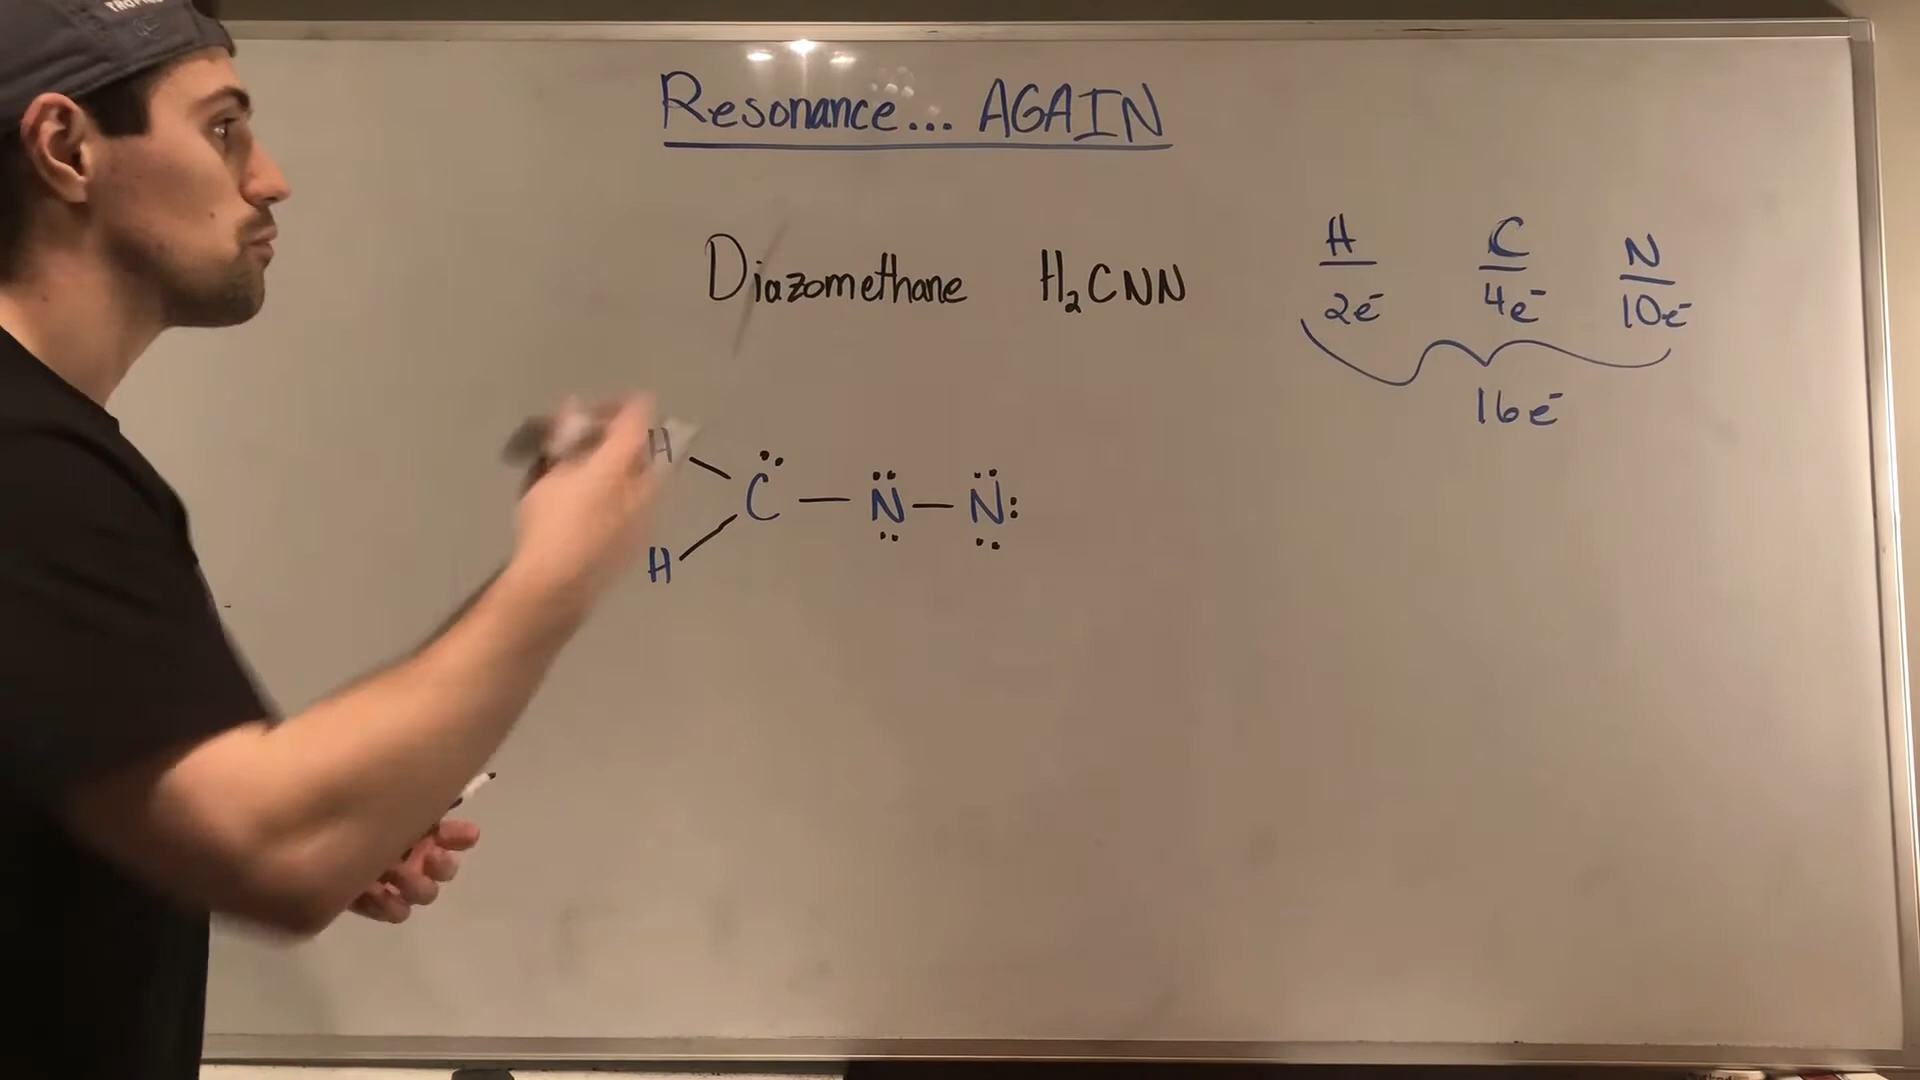 Resonance... AGAIN
Diazomethane H₂CNN
H C N
2e⁻ 4e⁻ 10e⁻
16e⁻
H
C — N — N
H